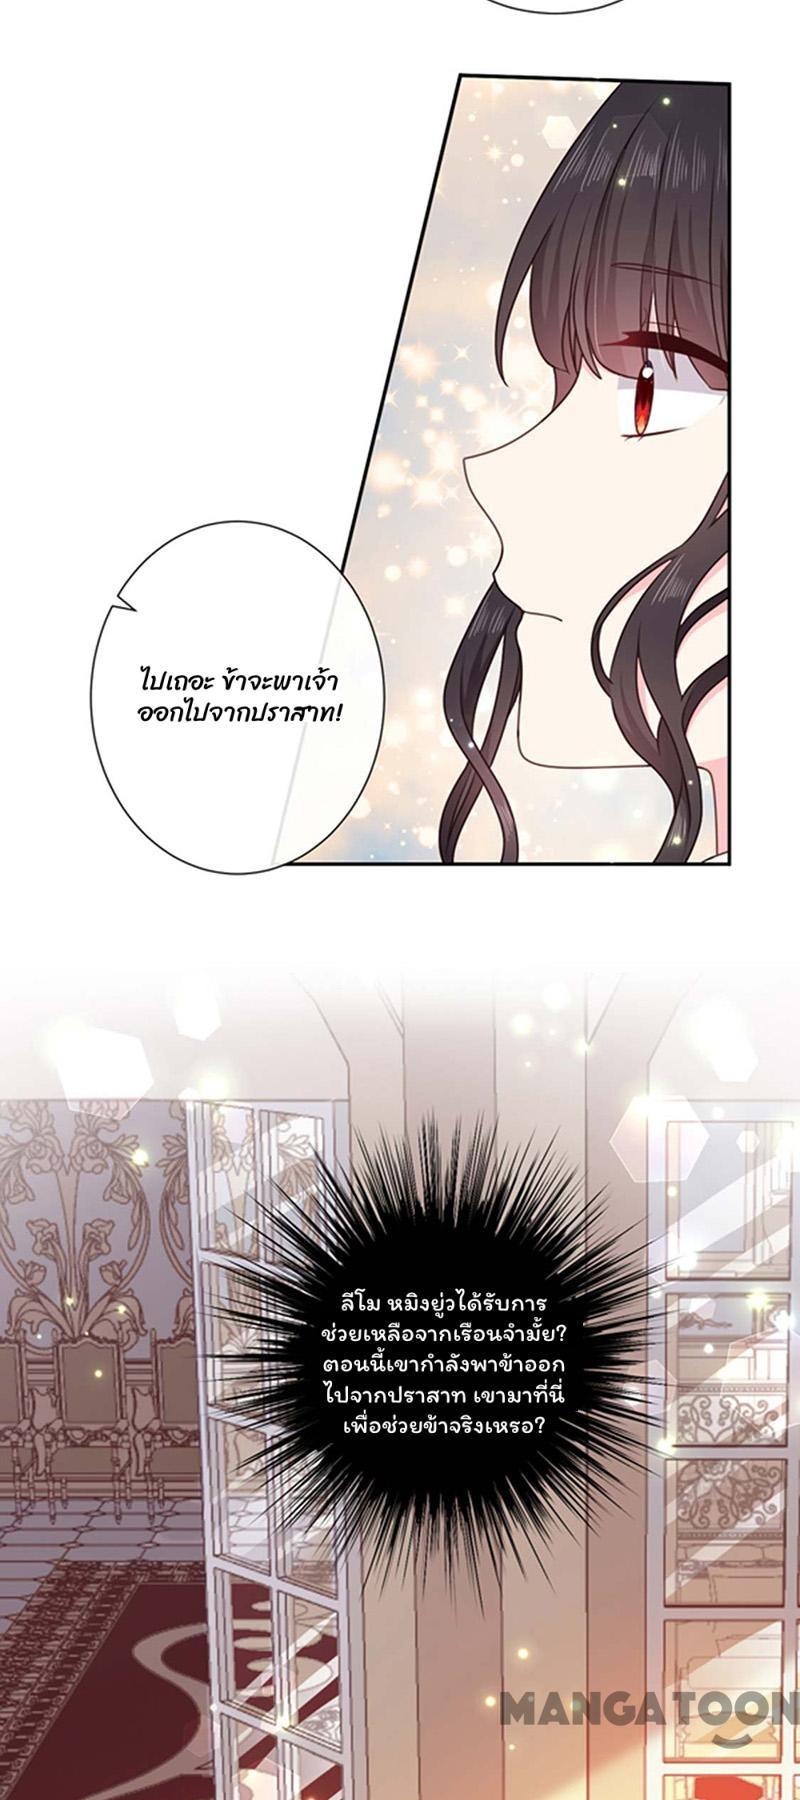 ไปเถอะ ข้าจะพาเจ้า
ออกไปจากปราสาท!
ลีโม หมิงยู่วได้รับการ
ช่วยเหลือจากเรือนจำมั้ย?
ตอนนี้เขากำลังพาข้าออก
ไปจากปราสาท เขามาที่นี่
เพื่อช่วยข้าจริงเหรอ?
MANGATOON